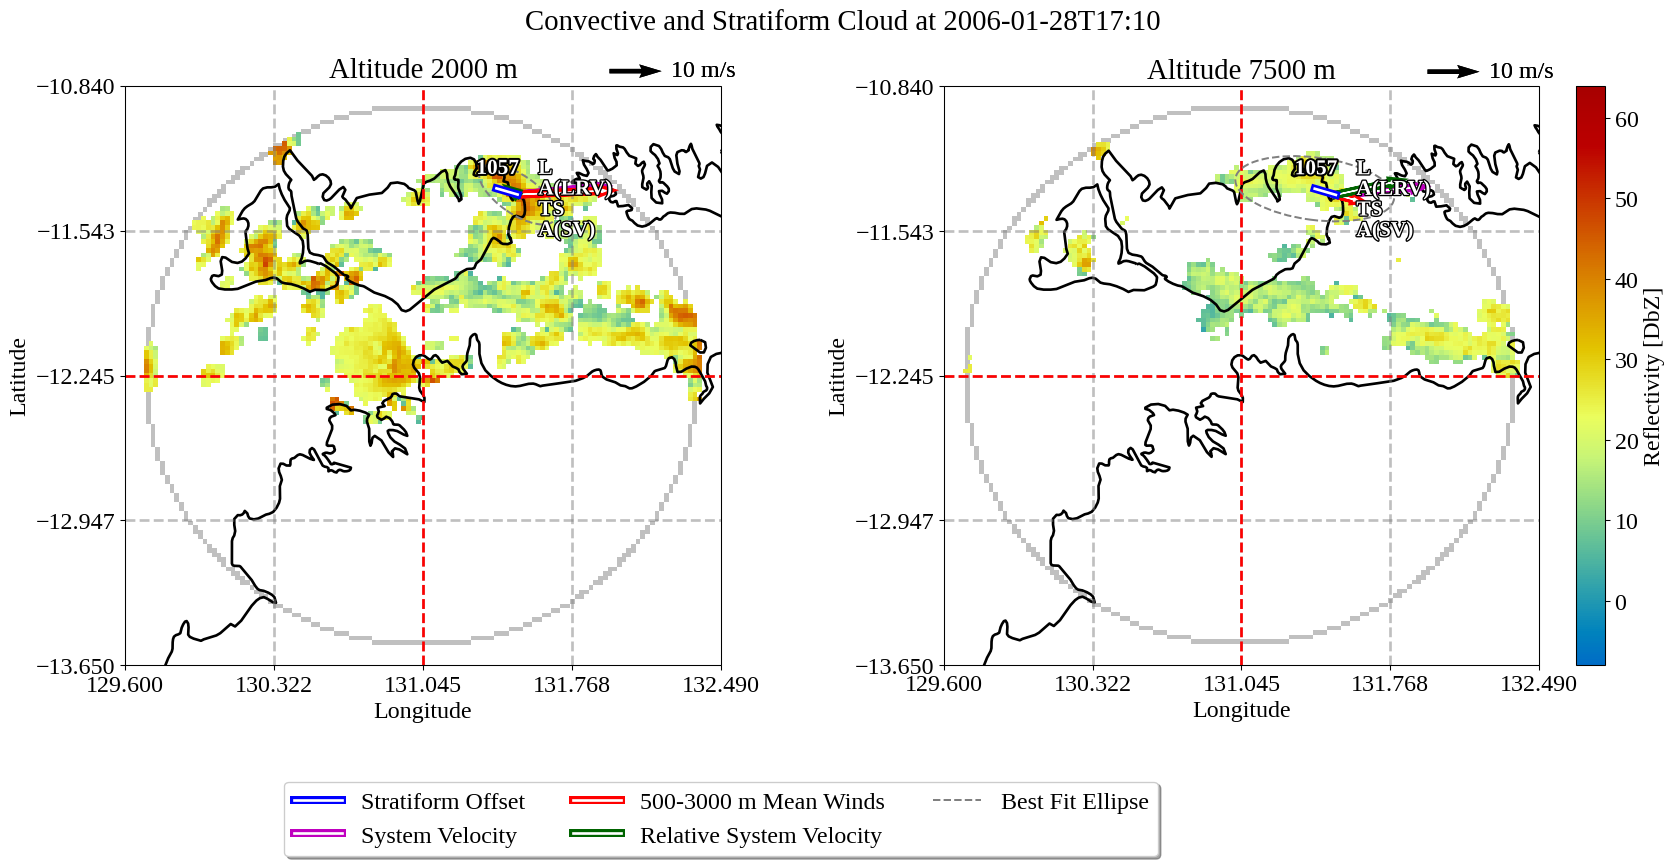 Convective and Stratiform Cloud at 2006-01-28T17:10
Altitude 2000 m
10 m/s
−10.840
−11.543
−12.245
−12.947
−13.650
129.600
130.322
131.045
131.768
132.490
Latitude
Longitude
1057
L
A(LRV)
TS
A(SV)
Altitude 7500 m
10 m/s
−10.840
−11.543
−12.245
−12.947
−13.650
129.600
130.322
131.045
131.768
132.490
Latitude
Longitude
1057
L
A(LRV)
TS
A(SV)
60
50
40
30
20
10
0
Reflectivity [DbZ]
Stratiform Offset
System Velocity
500-3000 m Mean Winds
Relative System Velocity
Best Fit Ellipse